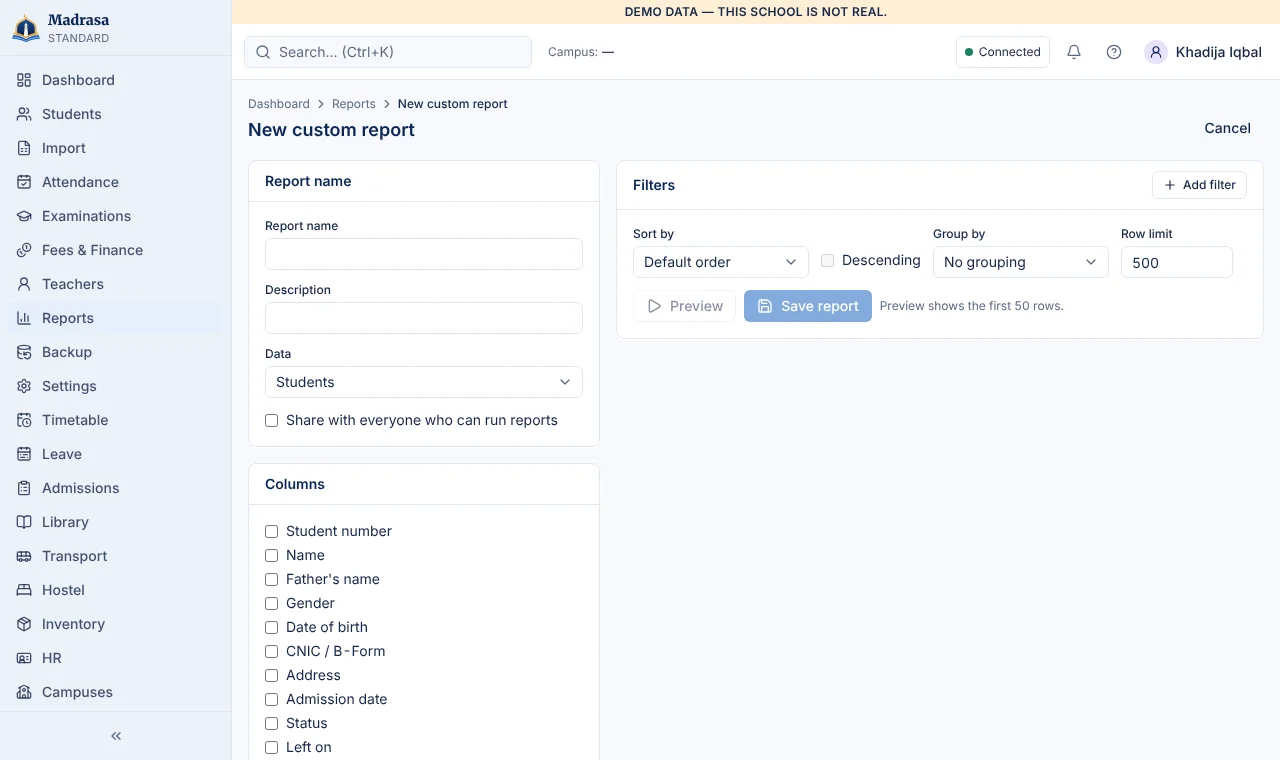 DEMO DATA — THIS SCHOOL IS NOT REAL.
Madrasa
STANDARD
Search... (Ctrl+K)
Campus: —
Connected
Khadija Iqbal
Dashboard
Students
Import
Attendance
Examinations
Fees & Finance
Teachers
Reports
Backup
Settings
Timetable
Leave
Admissions
Library
Transport
Hostel
Inventory
HR
Campuses
Dashboard > Reports > New custom report
New custom report
Cancel
Report name
Report name
Description
Data
Students
Share with everyone who can run reports
Columns
Student number
Name
Father's name
Gender
Date of birth
CNIC / B-Form
Address
Admission date
Status
Left on
Filters
Add filter
Sort by
Default order
Descending
Group by
No grouping
Row limit
500
Preview
Save report
Preview shows the first 50 rows.